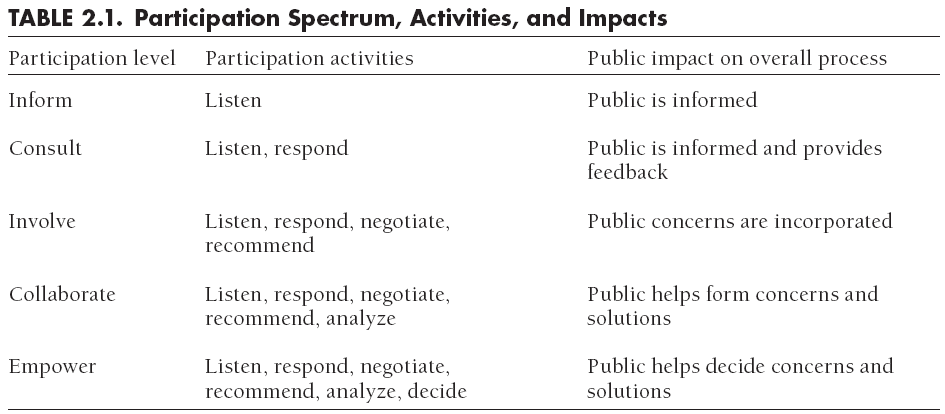 TABLE 2.1. Participation Spectrum, Activities, and Impacts
Participation level Participation activities Public impact on overall process
Inform Listen Public is informed
Consult Listen, respond Public is informed and provides
feedback
Involve Listen, respond, negotiate, Public concerns are incorporated
recommend
Collaborate Listen, respond, negotiate, Public helps form concerns and
recommend, analyze solutions
Empower Listen, respond, negotiate, Public helps decide concerns and
recommend, analyze, decide solutions